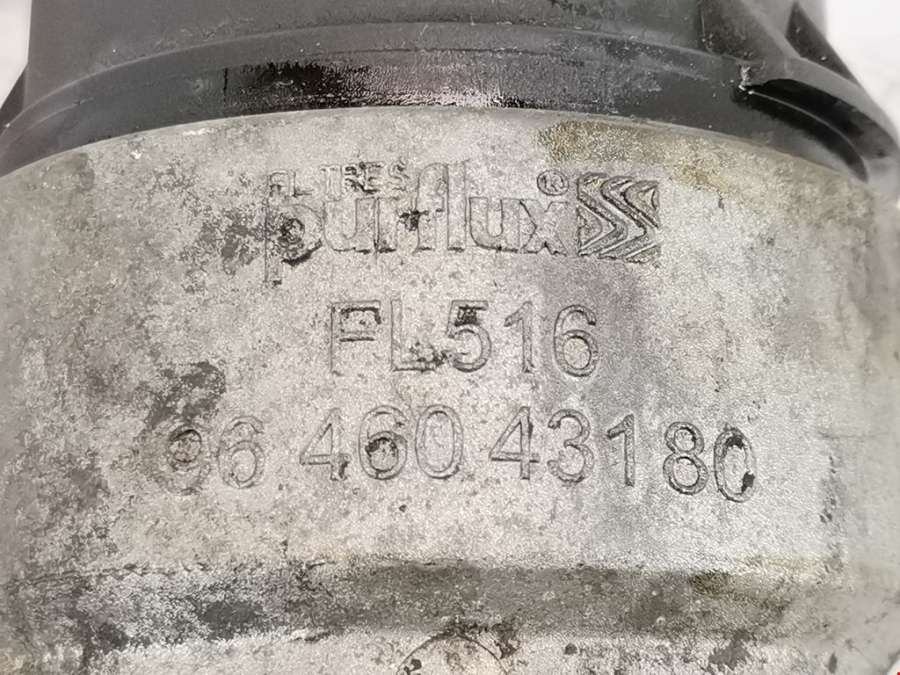 FILTRES
purflux®
FL516
96 460 43180